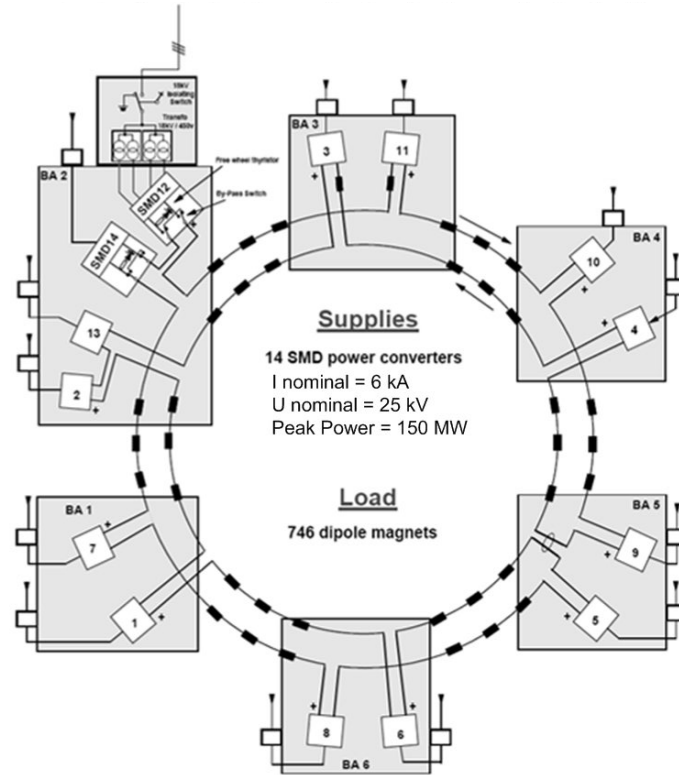 18kV
Isolating
Switch
Transfo
18kV / 400v
Free wheel thyristor
By-Pass Switch
BA 2
SMD12
SMD14
13
+
2
+
BA 3
3
+
11
+
BA 4
10
+
4
+
Supplies
14 SMD power converters
I nominal = 6 kA
U nominal = 25 kV
Peak Power = 150 MW
Load
746 dipole magnets
BA 1
7
+
1
+
BA 5
9
+
5
+
BA 6
8
+
6
+